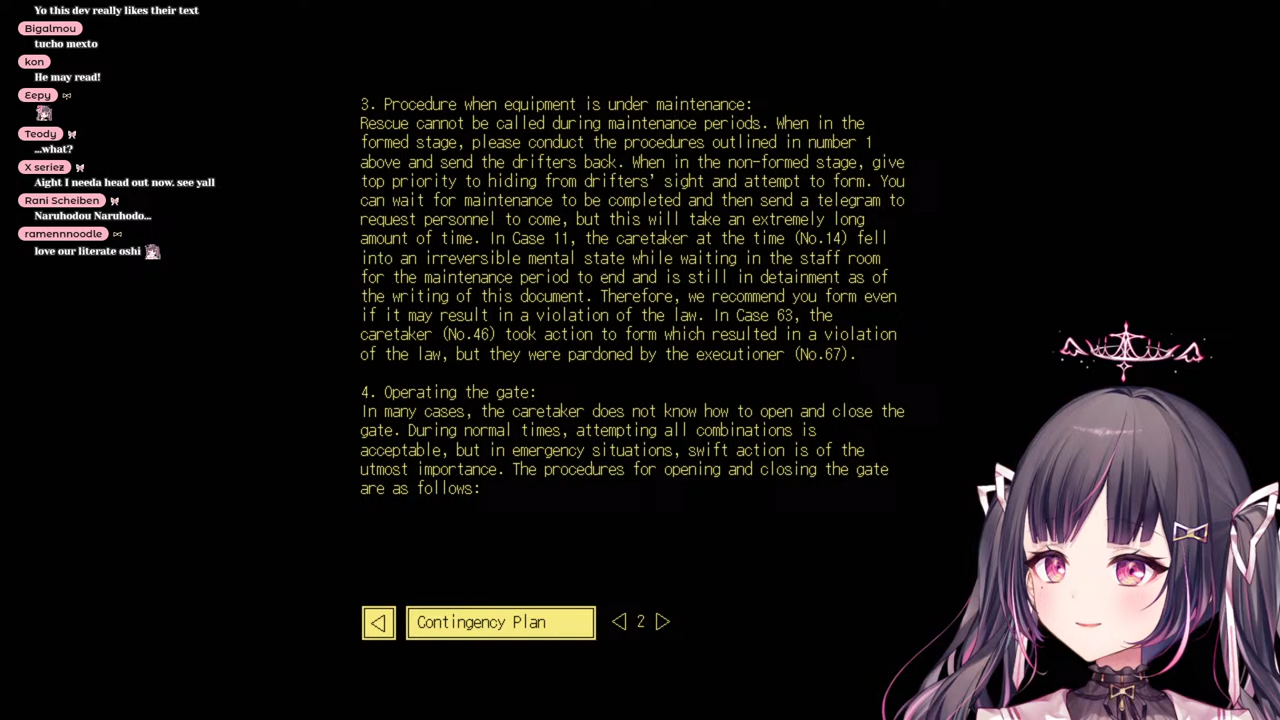 Yo this dev really likes their text
Bigalmou
tucho mexto
kon
He may read!
Eepy
Teody
...what?
X seriez
Aight I needa head out now. see yall
Rani Scheiben
Naruhodou Naruhodo...
ramennnoodle
love our literate oshi
3. Procedure when equipment is under maintenance:
Rescue cannot be called during maintenance periods. When in the
formed stage, please conduct the procedures outlined in number 1
above and send the drifters back. When in the non-formed stage, give
top priority to hiding from drifters' sight and attempt to form. You
can wait for maintenance to be completed and then send a telegram to
request personnel to come, but this will take an extremely long
amount of time. In Case 11, the caretaker at the time (No.14) fell
into an irreversible mental state while waiting in the staff room
for the maintenance period to end and is still in detainment as of
the writing of this document. Therefore, we recommend you form even
if it may result in a violation of the law. In Case 63, the
caretaker (No.46) took action to form which resulted in a violation
of the law, but they were pardoned by the executioner (No.67).
4. Operating the gate:
In many cases, the caretaker does not know how to open and close the
gate. During normal times, attempting all combinations is
acceptable, but in emergency situations, swift action is of the
utmost importance. The procedures for opening and closing the gate
are as follows:
Contingency Plan
2